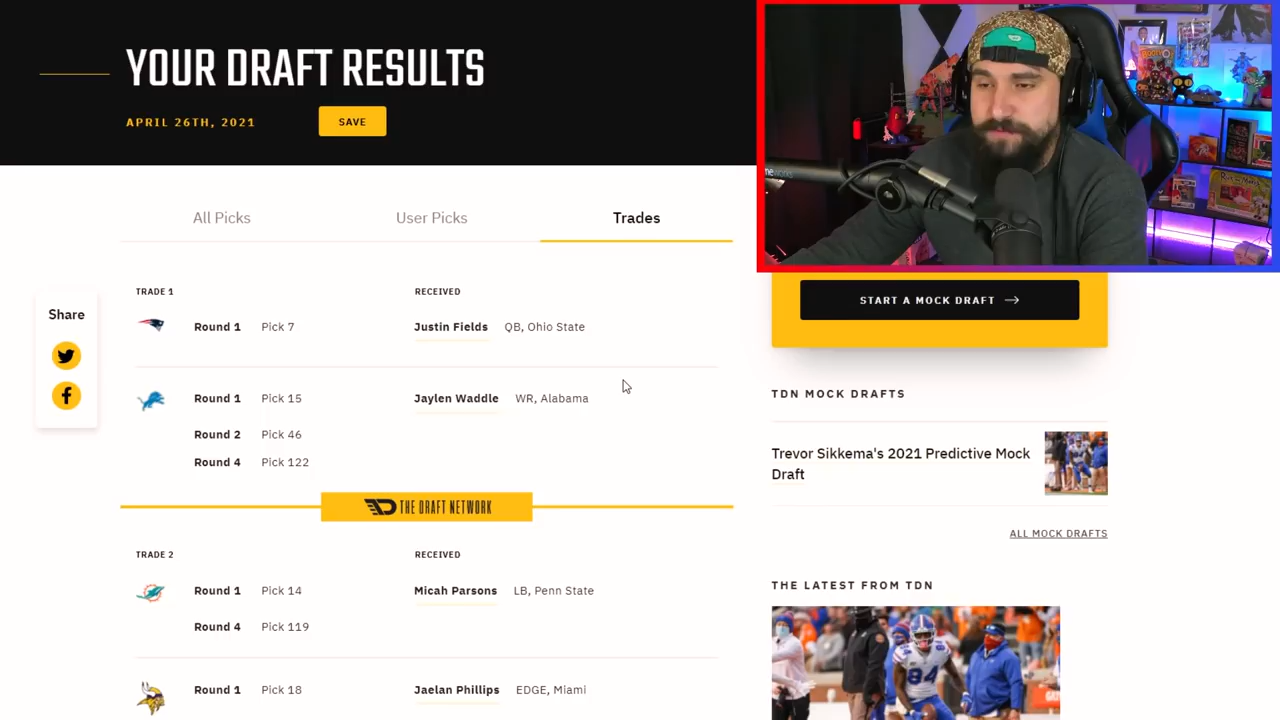 YOUR DRAFT RESULTS
APRIL 26TH, 2021
SAVE
All Picks
User Picks
Trades
Share
TRADE 1
RECEIVED
Round 1 Pick 7
Justin Fields QB, Ohio State
Round 1 Pick 15
Jaylen Waddle WR, Alabama
Round 2 Pick 46
Round 4 Pick 122
THE DRAFT NETWORK
TRADE 2
RECEIVED
Round 1 Pick 14
Micah Parsons LB, Penn State
Round 4 Pick 119
Round 1 Pick 18
Jaelan Phillips EDGE, Miami
START A MOCK DRAFT
TDN MOCK DRAFTS
Trevor Sikkema's 2021 Predictive Mock
Draft
ALL MOCK DRAFTS
THE LATEST FROM TDN
84